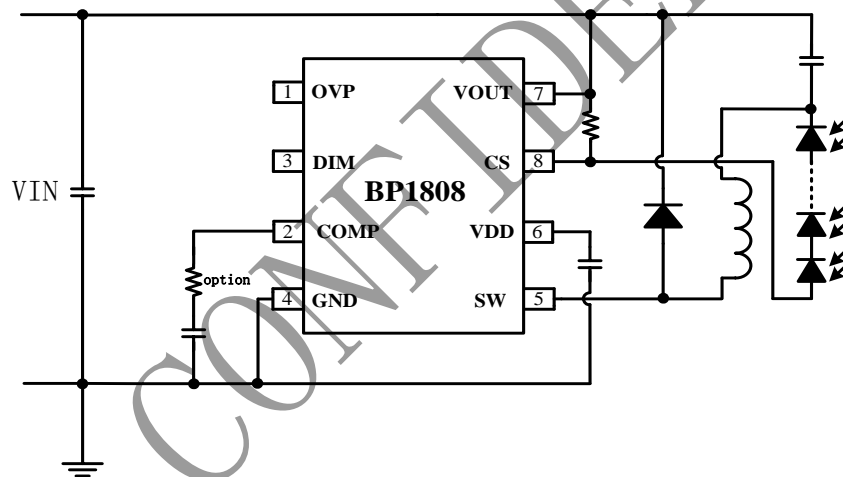 CONFIDE
1 OVP VOUT 7
3 DIM CS 8
BP1808
VIN
2 COMP VDD 6
option
4 GND SW 5